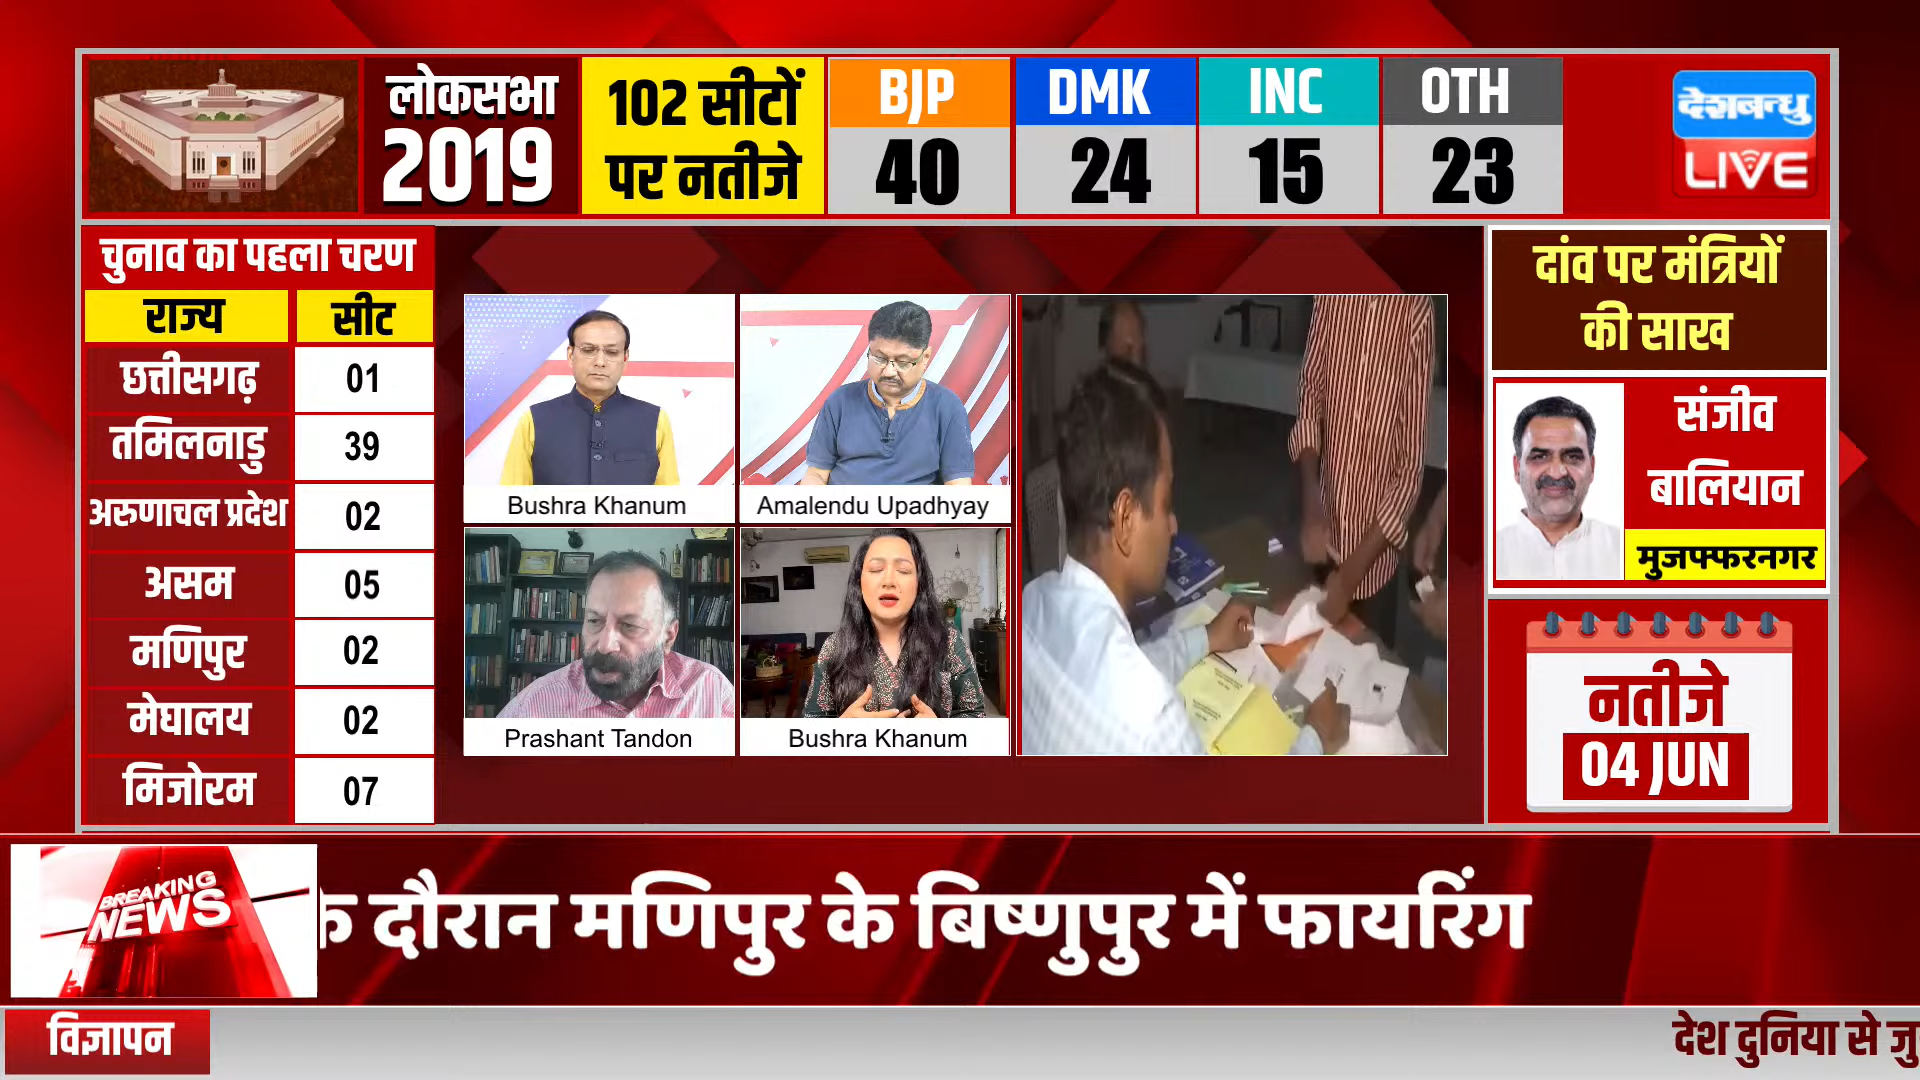 लोकसभा
2019
102 सीटों
पर नतीजे
BJP
40
DMK
24
INC
15
OTH
23
देशबन्धु
LIVE
चुनाव का पहला चरण
राज्य सीट
छत्तीसगढ़ 01
तमिलनाडु 39
अरुणाचल प्रदेश 02
असम 05
मणिपुर 02
मेघालय 02
मिजोरम 07
Bushra Khanum
Amalendu Upadhyay
Prashant Tandon
Bushra Khanum
दांव पर मंत्रियों
की साख
संजीव
बालियान
मुजफ्फरनगर
नतीजे
04 JUN
BREAKING
NEWS
के दौरान मणिपुर के बिष्णुपुर में फायरिंग
विज्ञापन
देश दुनिया से जु